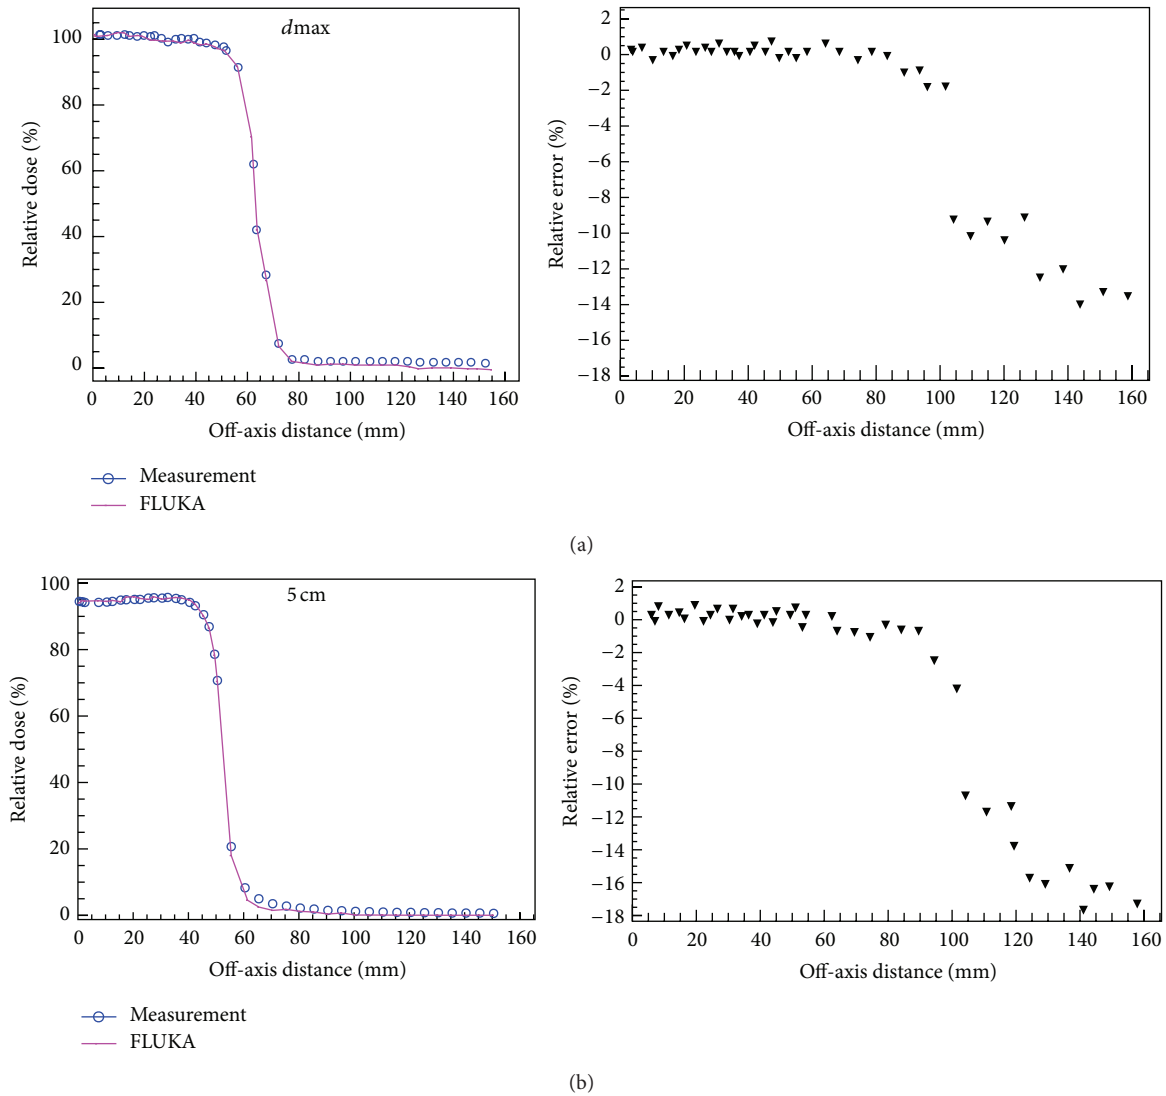 dmax
100
80
60
40
20
0
Relative dose (%)
0 20 40 60 80 100 120 140 160
Off-axis distance (mm)
Measurement
FLUKA
2
0
−2
−4
−6
−8
−10
−12
−14
−16
−18
Relative error (%)
0 20 40 60 80 100 120 140 160
Off-axis distance (mm)
(a)
5 cm
100
80
60
40
20
0
Relative dose (%)
0 20 40 60 80 100 120 140 160
Off-axis distance (mm)
Measurement
FLUKA
2
0
−2
−4
−6
−8
−10
−12
−14
−16
−18
Relative error (%)
0 20 40 60 80 100 120 140 160
Off-axis distance (mm)
(b)